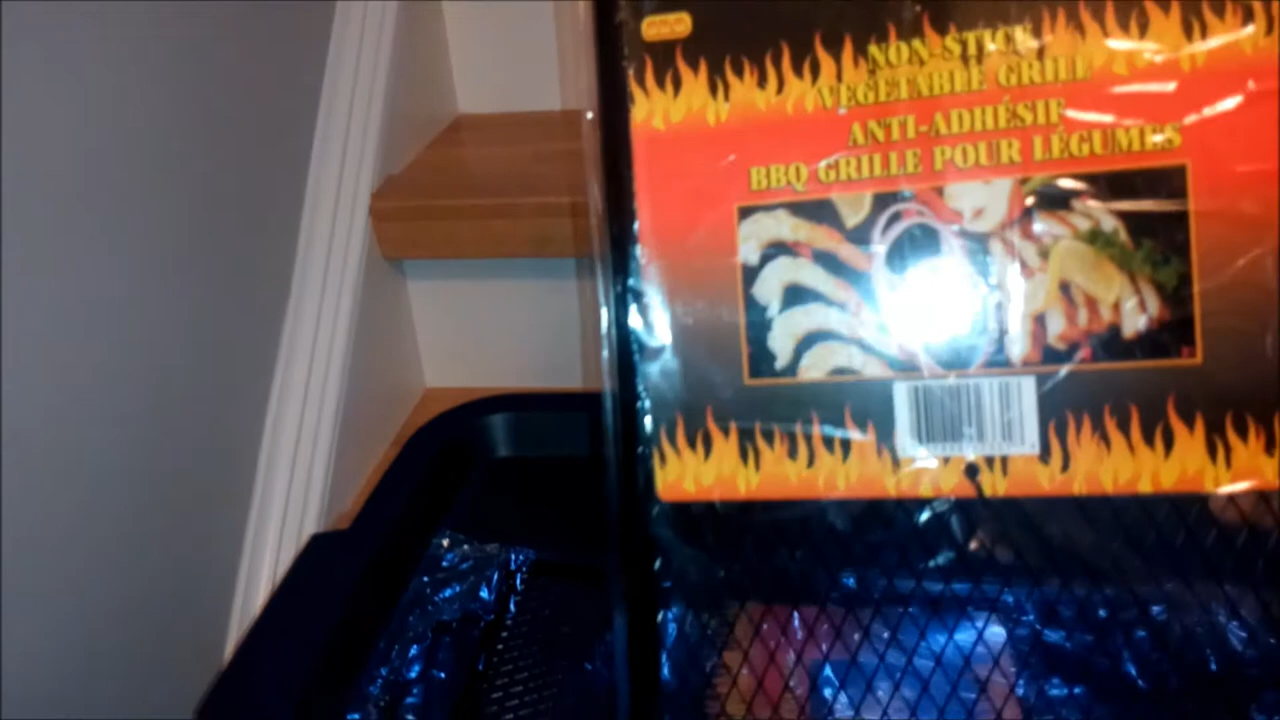 NON-STICK
VEGETABLE GRILL
ANTI-ADHÉSIF
BBQ GRILLE POUR LÉGUMES